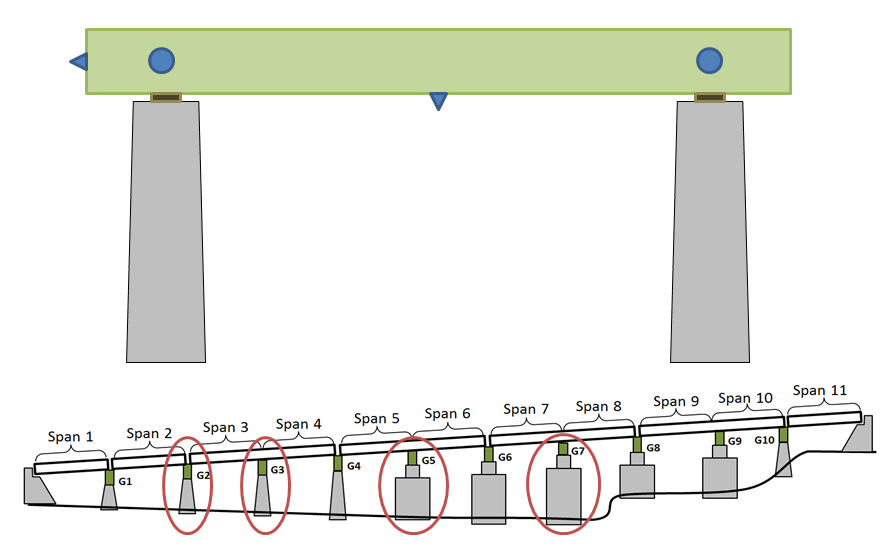 Span 1
Span 2
Span 3
Span 4
Span 5
Span 6
Span 7
Span 8
Span 9
Span 10
Span 11
G1
G2
G3
G4
G5
G6
G7
G8
G9
G10